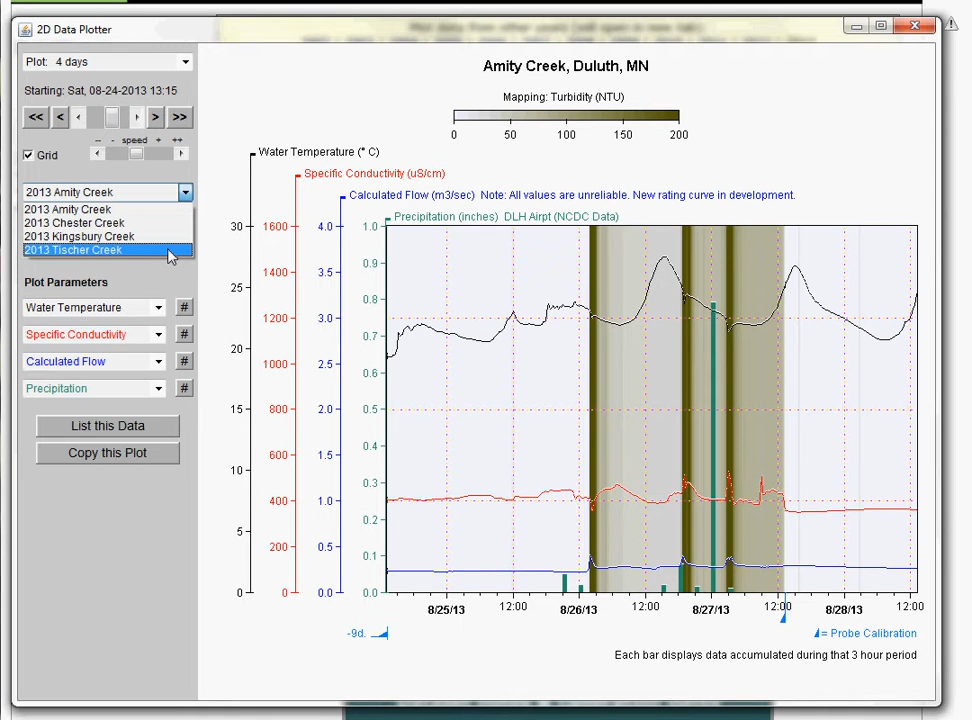 2D Data Plotter
Plot: 4 days
Starting: Sat, 08-24-2013 13:15
<< < > >>
-- - speed + ++
Grid
2013 Amity Creek
2013 Amity Creek
2013 Chester Creek
2013 Kingsbury Creek
2013 Tischer Creek
Plot Parameters
Water Temperature #
Specific Conductivity #
Calculated Flow #
Precipitation #
List this Data
Copy this Plot
Amity Creek, Duluth, MN
Mapping: Turbidity (NTU)
0 50 100 150 200
Water Temperature (° C)
Specific Conductivity (uS/cm)
Calculated Flow (m3/sec) Note: All values are unreliable. New rating curve in development.
Precipitation (inches) DLH Airpt (NCDC Data)
30 1600 4.0 1.0
0.9
1400 3.5
25 0.8
1200 3.0
0.7
20 1000 2.5
0.6
15 800 2.0 0.5
600 1.5 0.4
10 0.3
400 1.0
0.2
5
200 0.5 0.1
0 0 0.0 0.0
8/25/13 12:00 8/26/13 12:00 8/27/13 12:00 8/28/13 12:00
-9d.
= Probe Calibration
Each bar displays data accumulated during that 3 hour period